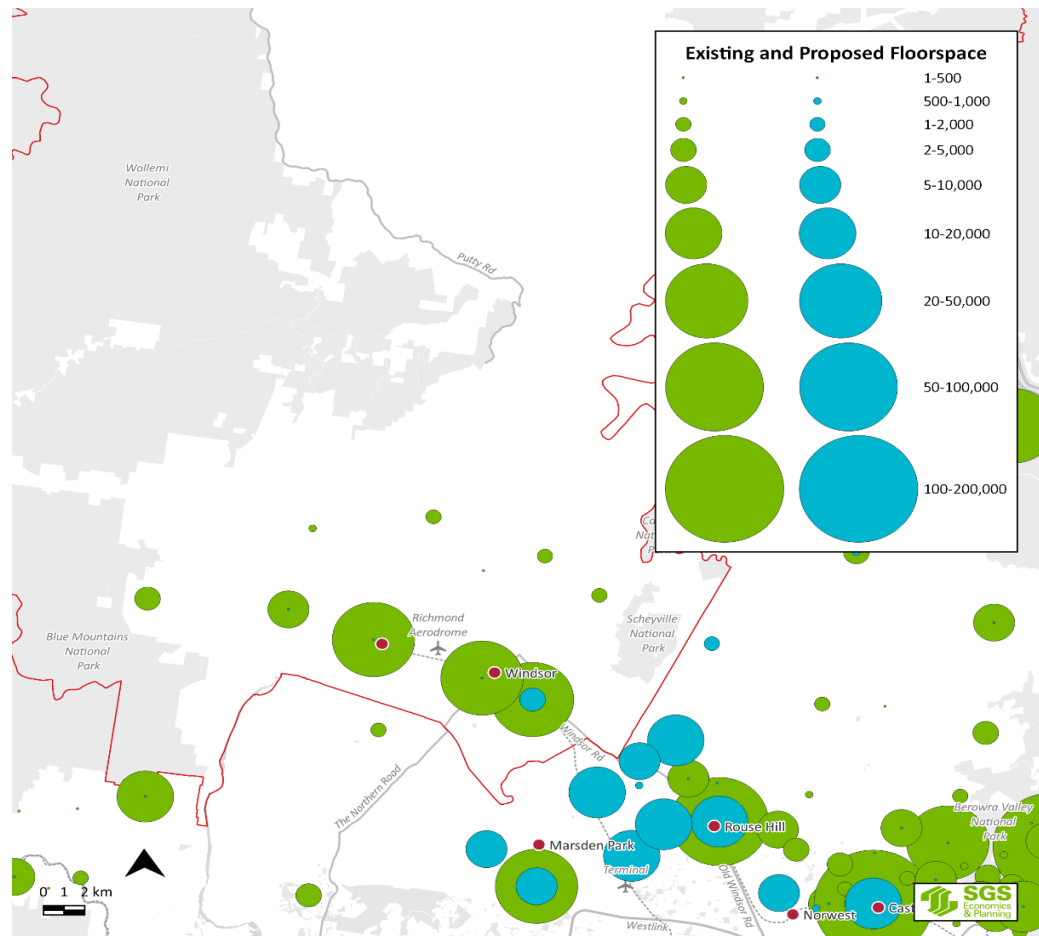 Existing and Proposed Floorspace
1-500
500-1,000
1-2,000
2-5,000
5-10,000
10-20,000
20-50,000
50-100,000
100-200,000
Wollemi
National
Park
Putty Rd
Richmond
Aerodrome
Scheyville
National
Park
Blue Mountains
National
Park
Windsor
Windsor Rd
The Northern Road
Rouse Hill
Berowra Valley
National
Park
Marsden Park
Terminal
Old Windsor Rd
Norwest
Cast
Westlink
0 1 2 km
SGS
Economics
& Planning